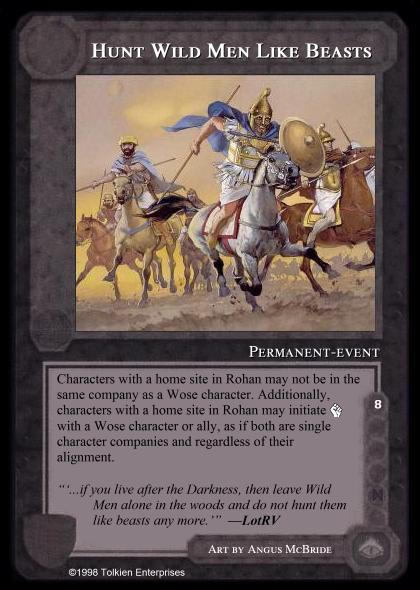 Hunt Wild Men Like Beasts
Permanent-event
Characters with a home site in Rohan may not be in the
same company as a Wose character. Additionally,
characters with a home site in Rohan may initiate
with a Wose character or ally, as if both are single
character companies and regardless of their
alignment.
8
“‘...if you live after the Darkness, then leave Wild
Men alone in the woods and do not hunt them
like beasts any more.’” —LotRV
Art by Angus McBride
©1998 Tolkien Enterprises